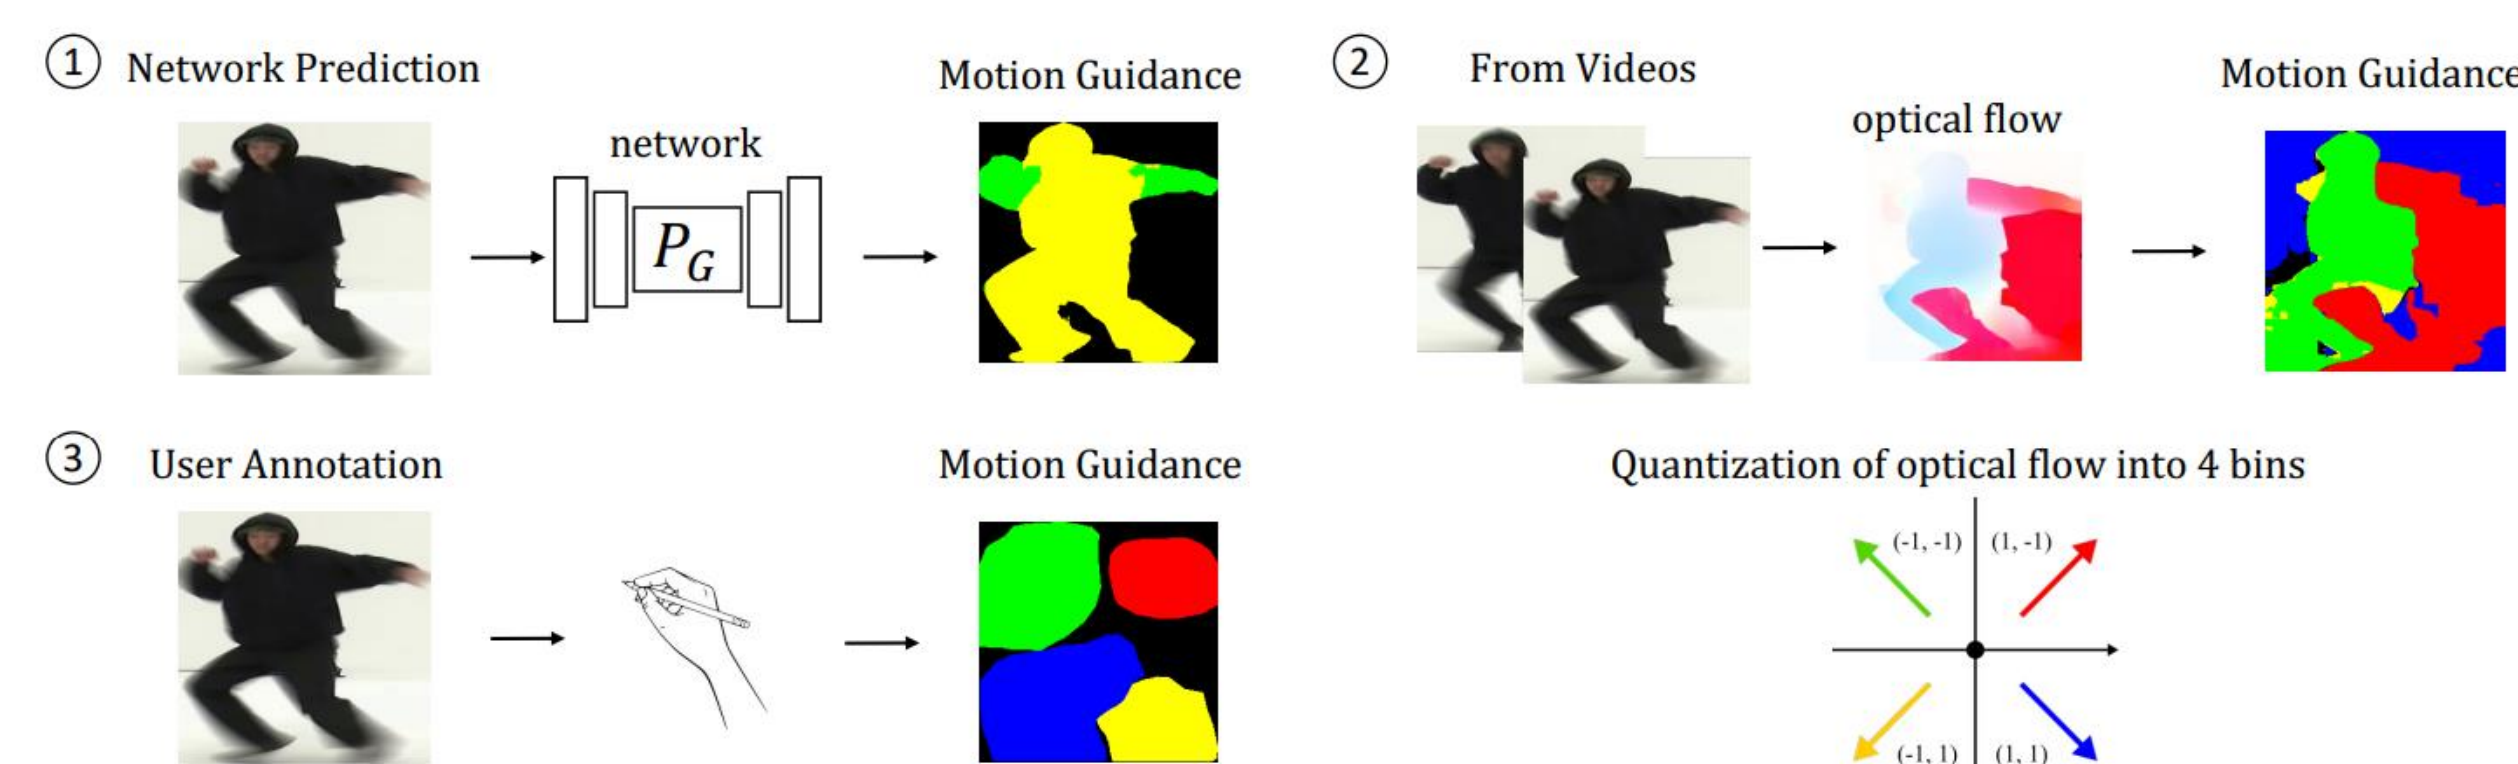 ① Network Prediction
network
P_G
Motion Guidance
② From Videos
optical flow
Motion Guidance
③ User Annotation
Motion Guidance
Quantization of optical flow into 4 bins
(-1, -1) (1, -1)
(-1, 1) (1, 1)